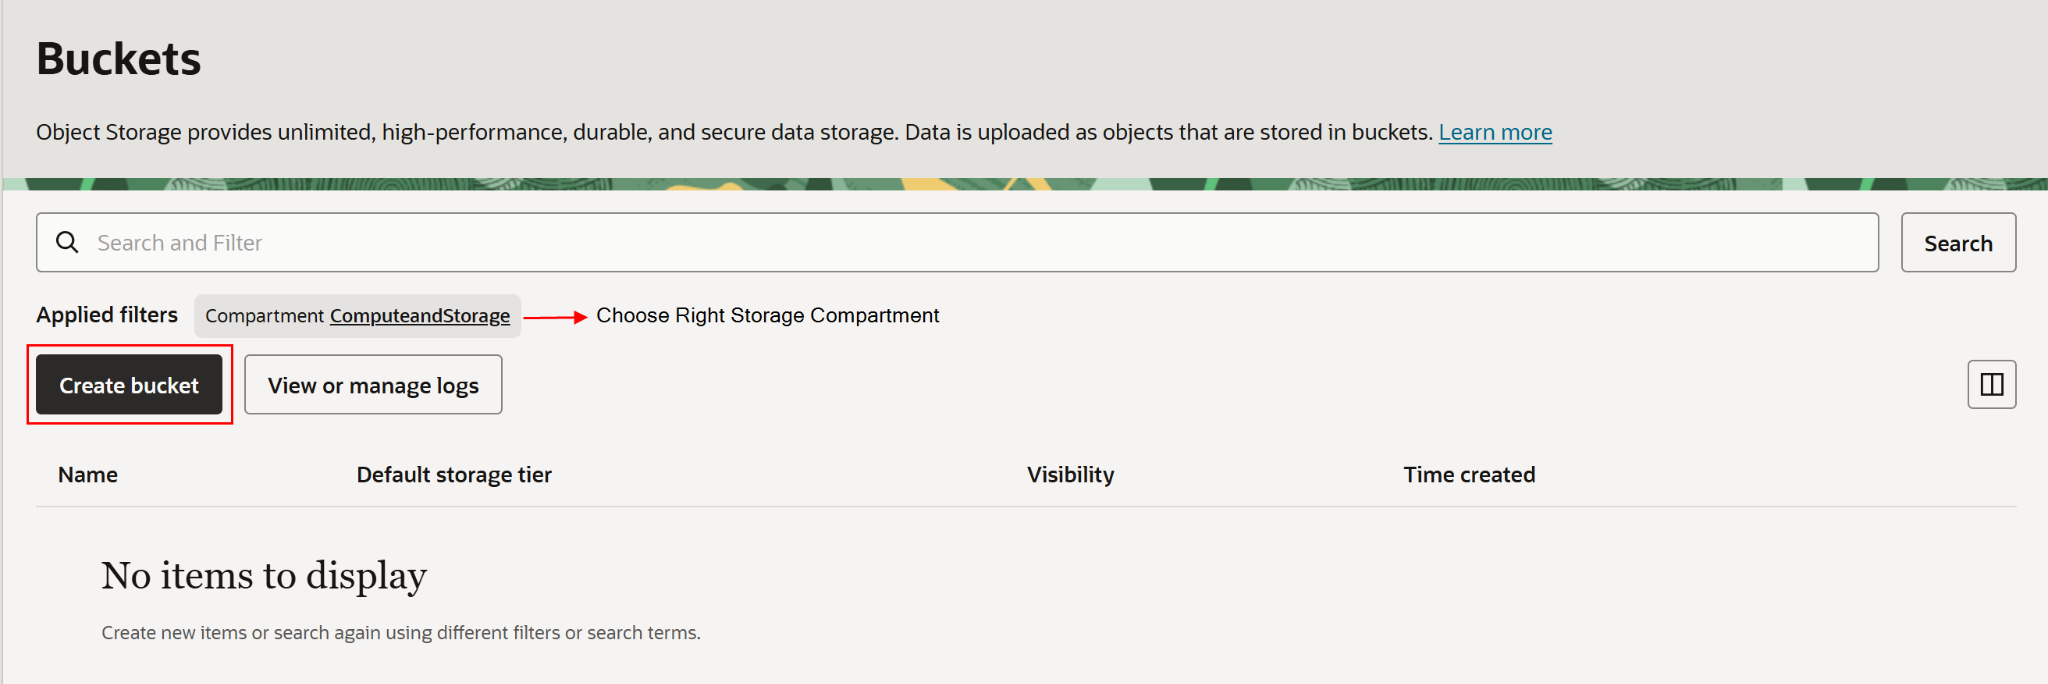 Buckets
Object Storage provides unlimited, high-performance, durable, and secure data storage. Data is uploaded as objects that are stored in buckets. Learn more
Search and Filter
Search
Applied filters Compartment ComputeandStorage Choose Right Storage Compartment
Create bucket View or manage logs
Name Default storage tier Visibility Time created
No items to display
Create new items or search again using different filters or search terms.